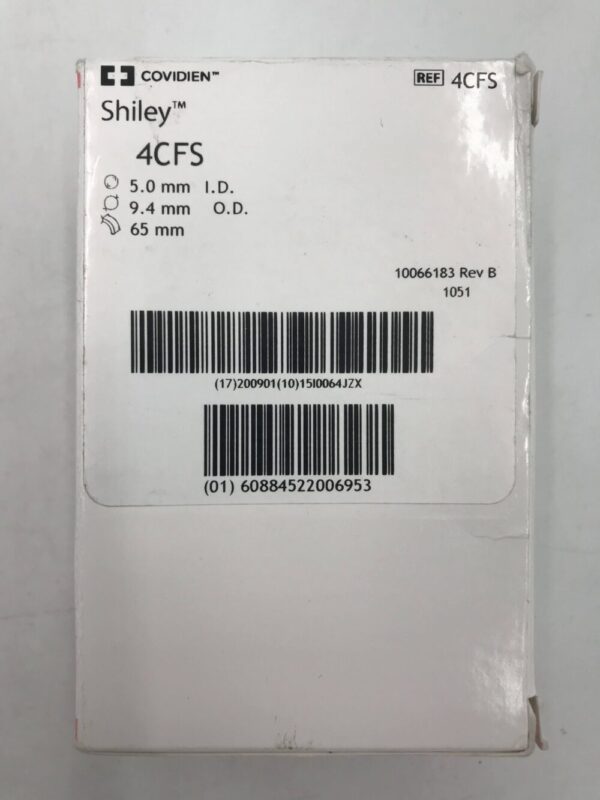 COVIDIEN™
REF 4CFS
Shiley™
4CFS
5.0 mm I.D.
9.4 mm O.D.
65 mm
10066183 Rev B
1051
(17)200901(10)15I0064JZX
(01) 60884522006953